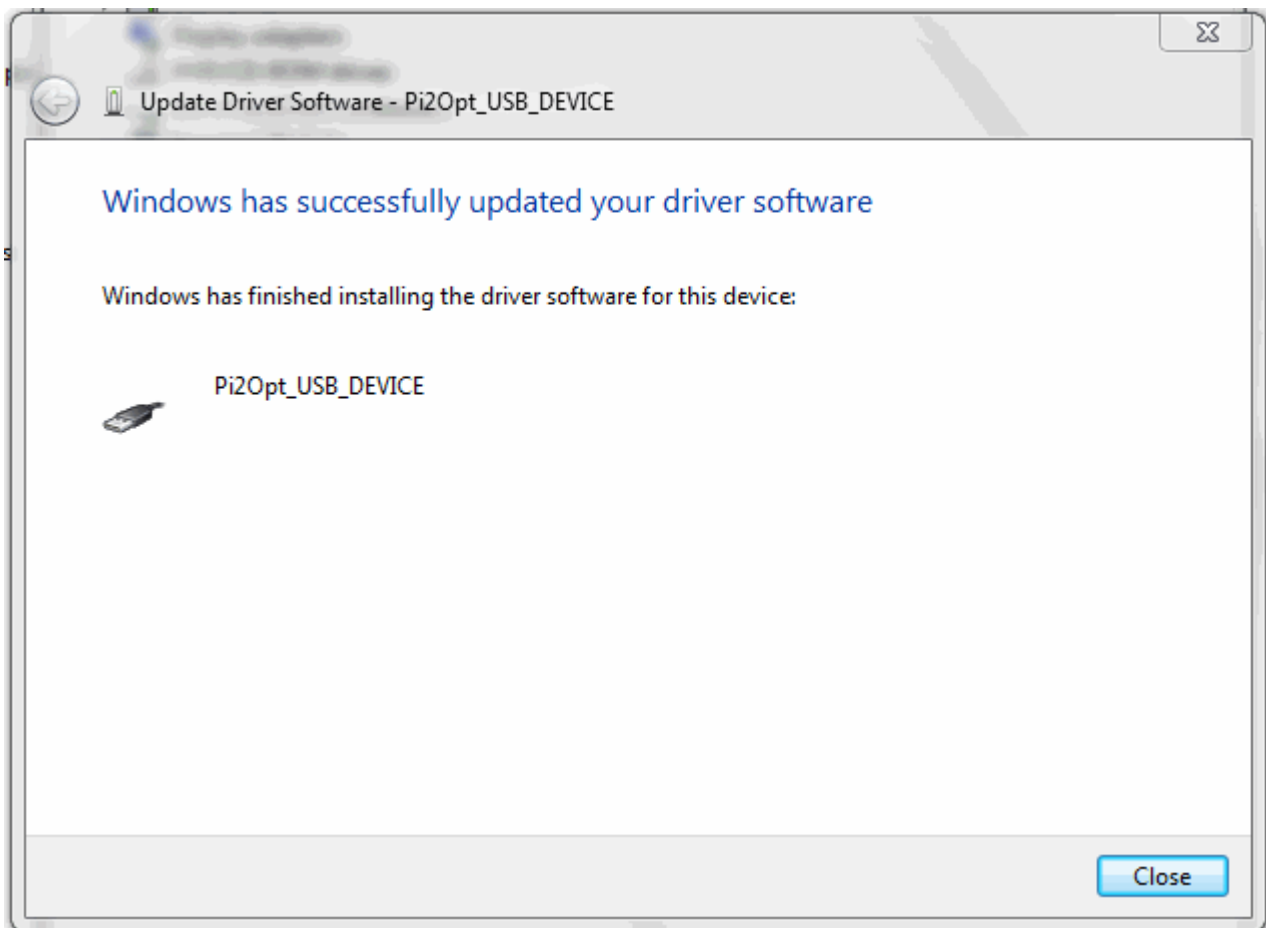 Update Driver Software - Pi2Opt_USB_DEVICE
Windows has successfully updated your driver software
Windows has finished installing the driver software for this device:
Pi2Opt_USB_DEVICE
Close